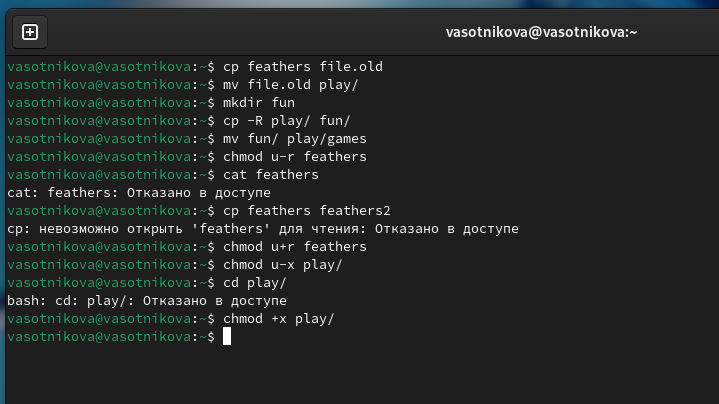 vasotnikova@vasotnikova:~
vasotnikova@vasotnikova:~$ cp feathers file.old
vasotnikova@vasotnikova:~$ mv file.old play/
vasotnikova@vasotnikova:~$ mkdir fun
vasotnikova@vasotnikova:~$ cp -R play/ fun/
vasotnikova@vasotnikova:~$ mv fun/ play/games
vasotnikova@vasotnikova:~$ chmod u-r feathers
vasotnikova@vasotnikova:~$ cat feathers
cat: feathers: Отказано в доступе
vasotnikova@vasotnikova:~$ cp feathers feathers2
cp: невозможно открыть 'feathers' для чтения: Отказано в доступе
vasotnikova@vasotnikova:~$ chmod u+r feathers
vasotnikova@vasotnikova:~$ chmod u-x play/
vasotnikova@vasotnikova:~$ cd play/
bash: cd: play/: Отказано в доступе
vasotnikova@vasotnikova:~$ chmod +x play/
vasotnikova@vasotnikova:~$